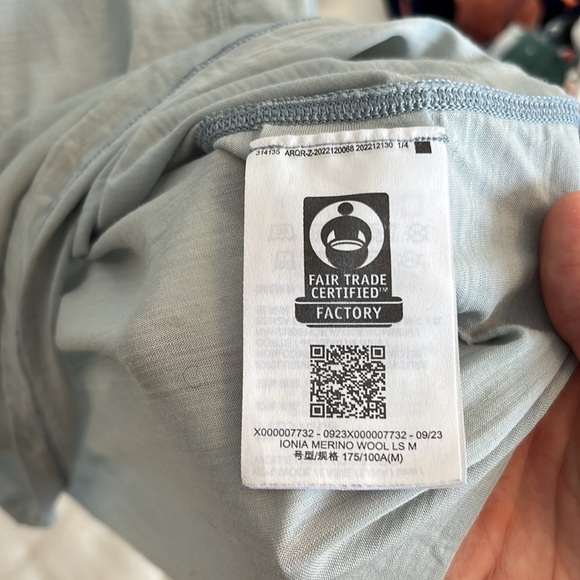 314135 ARQR-Z-2022120068 202212130 1/4
FAIR TRADE
CERTIFIED™
FACTORY
X000007732 - 0923X000007732 - 09/23
IONIA MERINO WOOL LS M
号型/规格 175/100A(M)